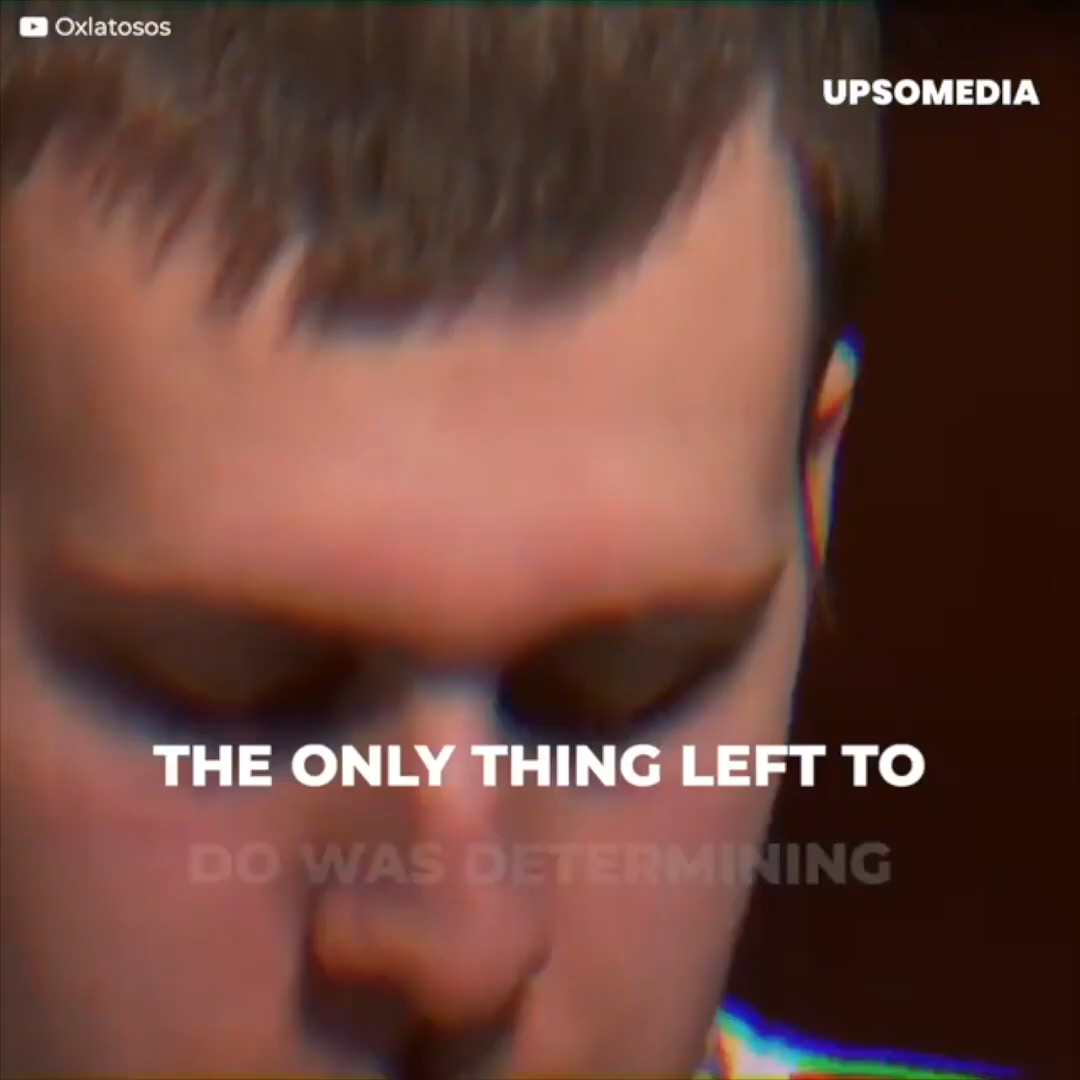 Oxlatosos
UPSOMEDIA
THE ONLY THING LEFT TO
DO WAS DETERMINING